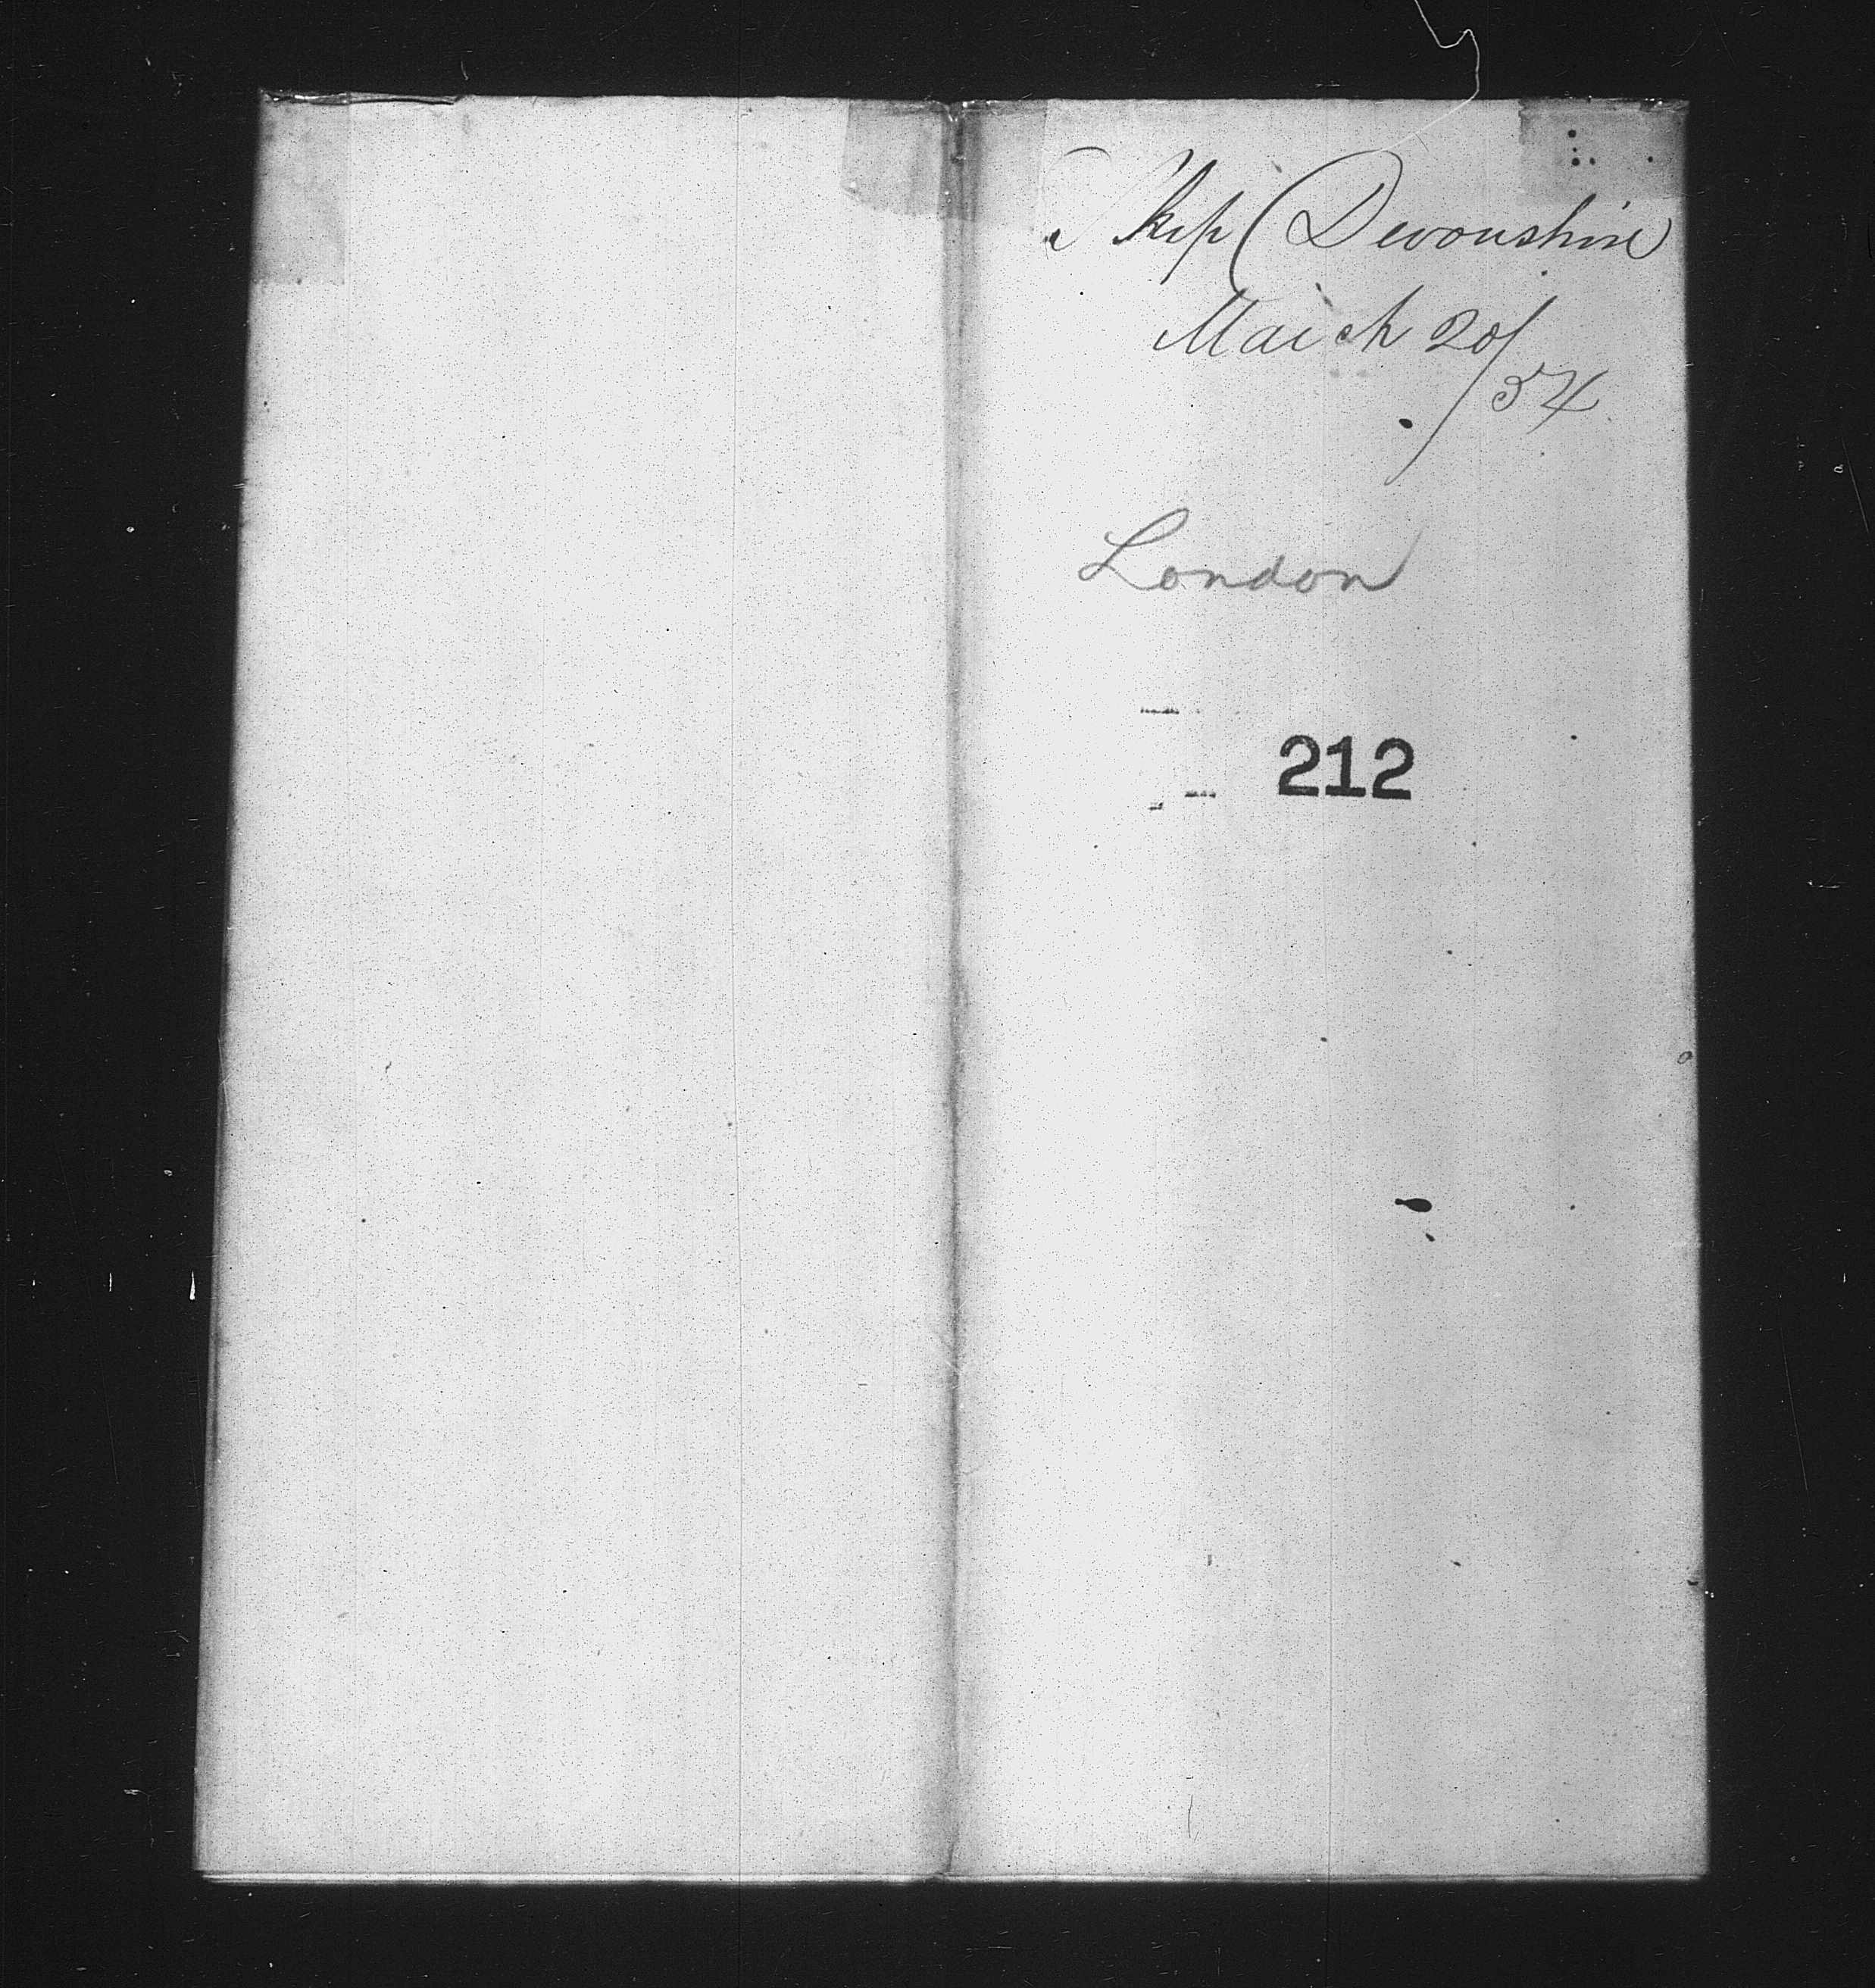 Ship (Devonshire
March 20/
54
London
212